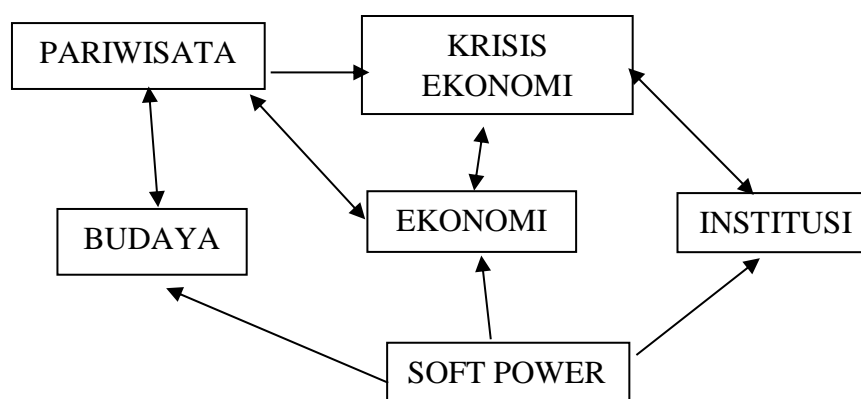 PARIWISATA
KRISIS
EKONOMI
BUDAYA
EKONOMI
INSTITUSI
SOFT POWER